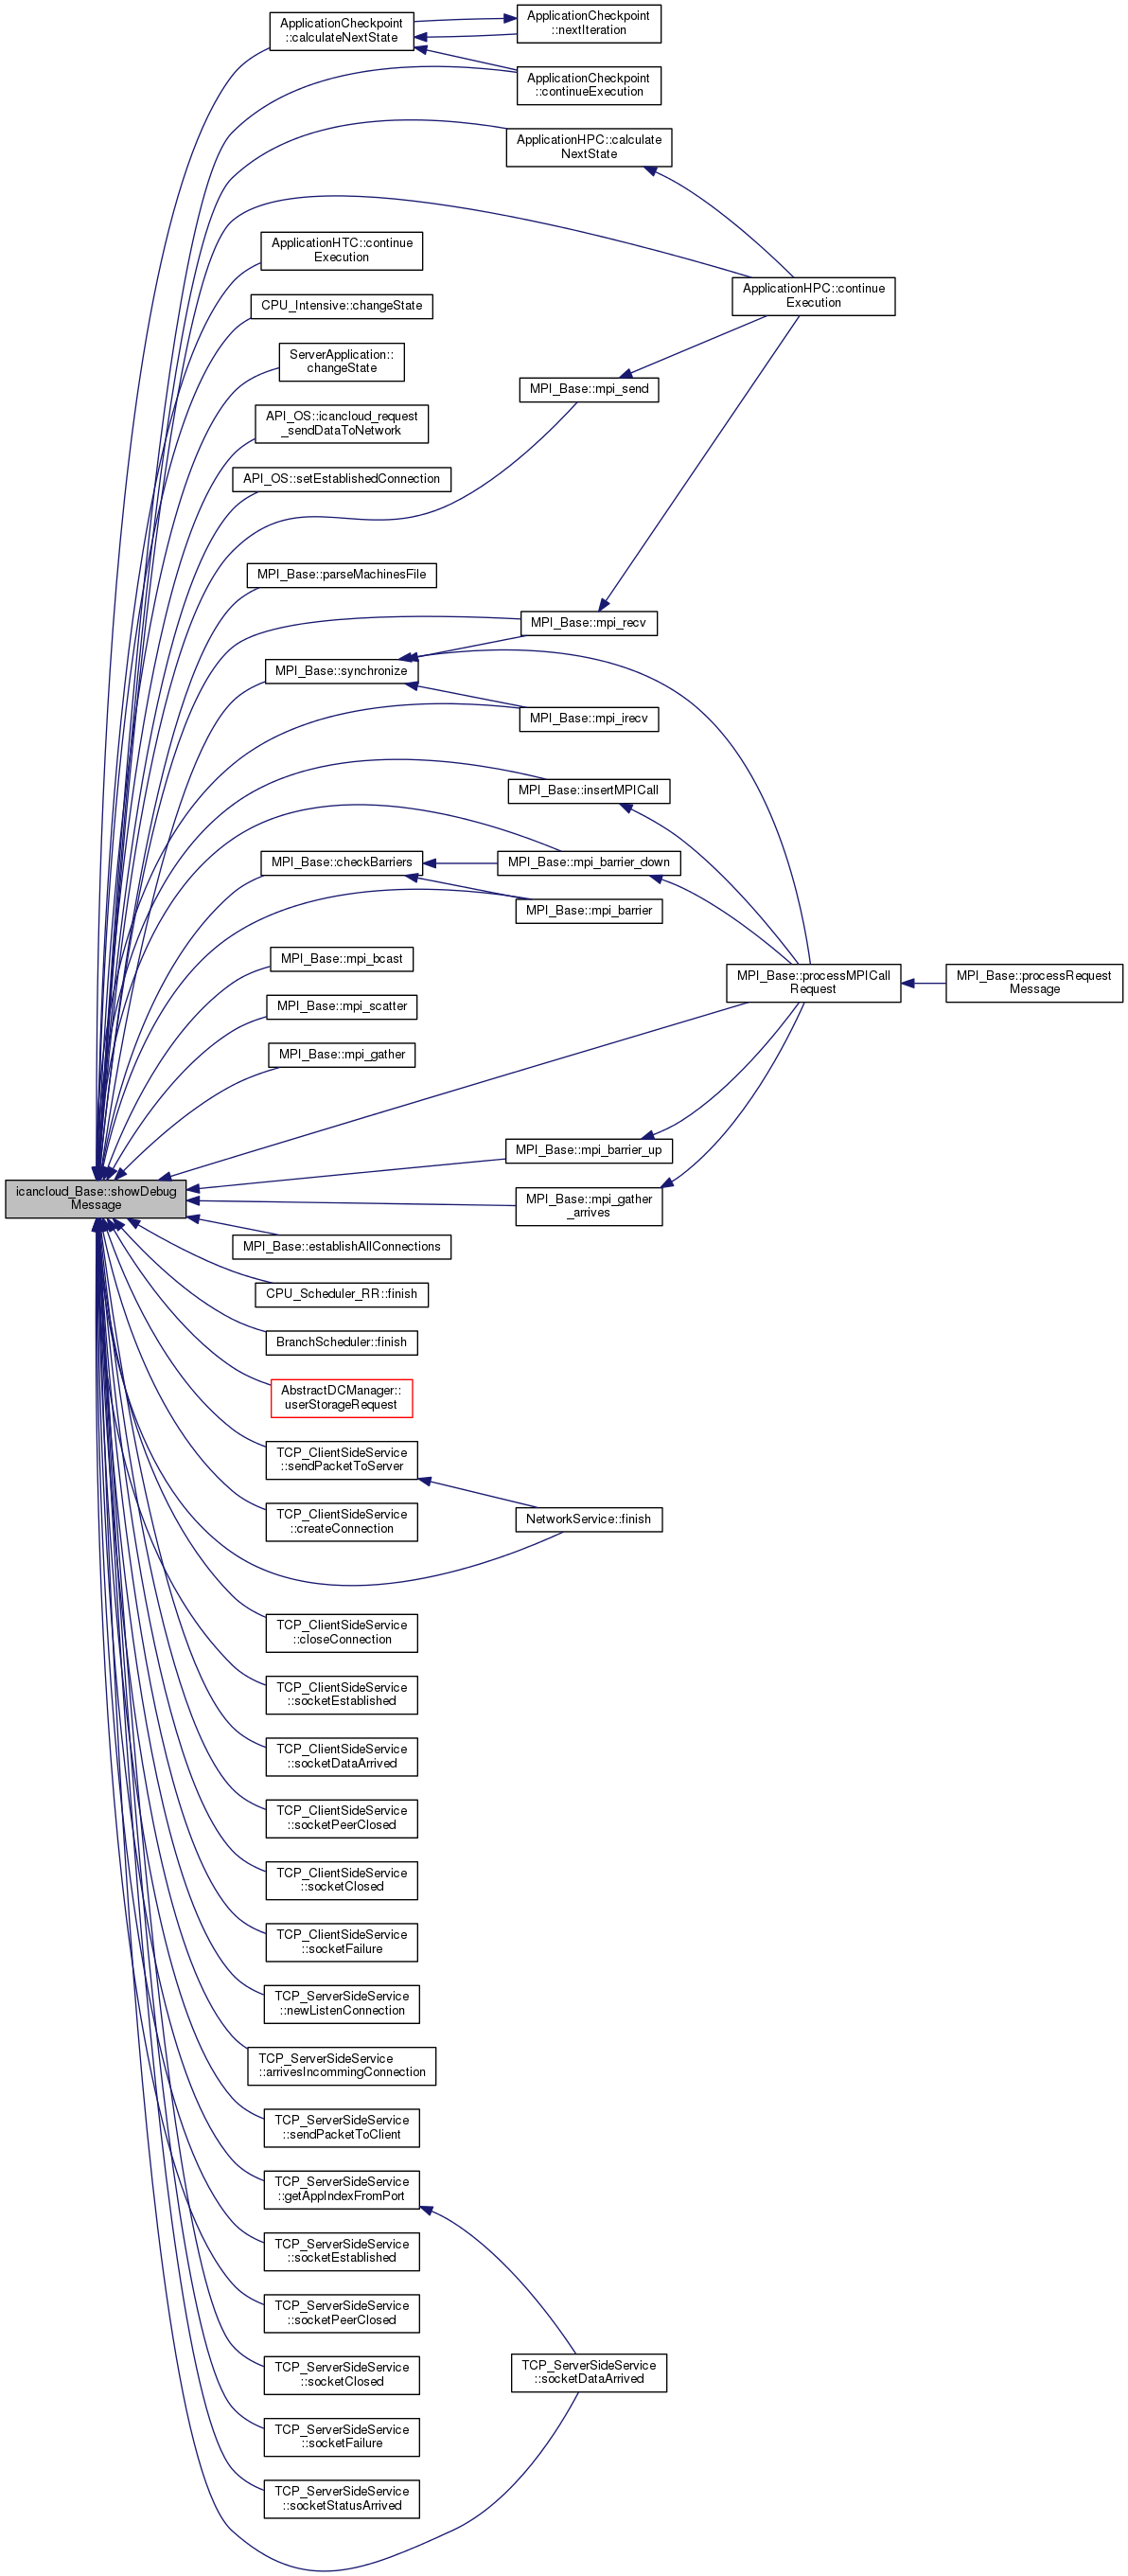 ApplicationCheckpoint
::calculateNextState
ApplicationCheckpoint
::nextIteration
ApplicationCheckpoint
::continueExecution
ApplicationHPC::calculate
NextState
ApplicationHTC::continue
Execution
ApplicationHPC::continue
Execution
CPU_Intensive::changeState
ServerApplication::
changeState
MPI_Base::mpi_send
API_OS::icancloud_request
_sendDataToNetwork
API_OS::setEstablishedConnection
MPI_Base::parseMachinesFile
MPI_Base::mpi_recv
MPI_Base::synchronize
MPI_Base::mpi_irecv
MPI_Base::insertMPICall
MPI_Base::checkBarriers
MPI_Base::mpi_barrier_down
MPI_Base::mpi_barrier
MPI_Base::mpi_bcast
MPI_Base::processMPICall
Request
MPI_Base::processRequest
Message
MPI_Base::mpi_scatter
MPI_Base::mpi_gather
MPI_Base::mpi_barrier_up
icancloud_Base::showDebug
Message
MPI_Base::mpi_gather
_arrives
MPI_Base::establishAllConnections
CPU_Scheduler_RR::finish
BranchScheduler::finish
AbstractDCManager::
userStorageRequest
TCP_ClientSideService
::sendPacketToServer
TCP_ClientSideService
::createConnection
NetworkService::finish
TCP_ClientSideService
::closeConnection
TCP_ClientSideService
::socketEstablished
TCP_ClientSideService
::socketDataArrived
TCP_ClientSideService
::socketPeerClosed
TCP_ClientSideService
::socketClosed
TCP_ClientSideService
::socketFailure
TCP_ServerSideService
::newListenConnection
TCP_ServerSideService
::arrivesIncommingConnection
TCP_ServerSideService
::sendPacketToClient
TCP_ServerSideService
::getAppIndexFromPort
TCP_ServerSideService
::socketEstablished
TCP_ServerSideService
::socketPeerClosed
TCP_ServerSideService
::socketClosed
TCP_ServerSideService
::socketDataArrived
TCP_ServerSideService
::socketFailure
TCP_ServerSideService
::socketStatusArrived